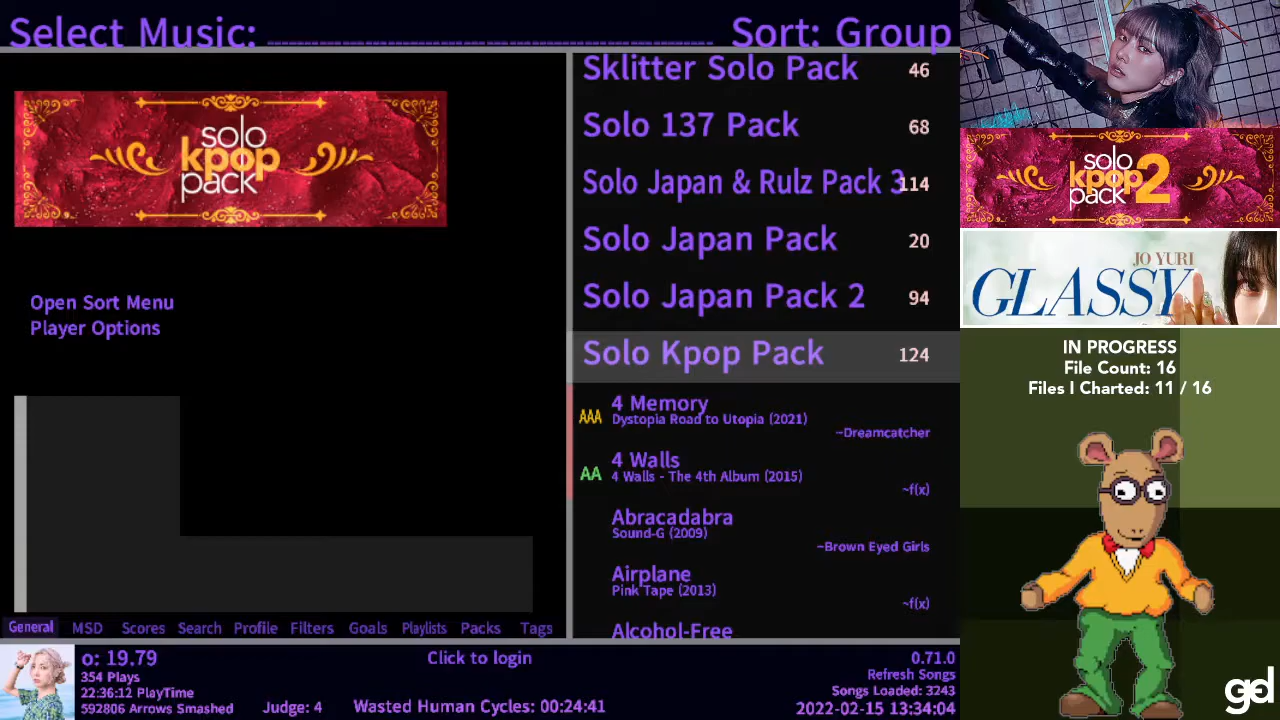 Select Music:
Sort: Group
Sklitter Solo Pack 46
Solo 137 Pack 68
Solo Japan & Rulz Pack 3 114
Solo Japan Pack 20
Solo Japan Pack 2 94
Solo Kpop Pack 124
AAA 4 Memory
Dystopia Road to Utopia (2021)
~Dreamcatcher
AA 4 Walls
4 Walls - The 4th Album (2015)
~f(x)
Abracadabra
Sound-G (2009)
~Brown Eyed Girls
Airplane
Pink Tape (2013)
~f(x)
Alcohol-Free
solo
kpop
pack
Open Sort Menu
Player Options
General MSD Scores Search Profile Filters Goals Playlists Packs Tags
o: 19.79
354 Plays
22:36:12 PlayTime
592806 Arrows Smashed
Judge: 4
Click to login
Wasted Human Cycles: 00:24:41
0.71.0
Refresh Songs
Songs Loaded: 3243
2022-02-15 13:34:04
solo
kpop 2
pack
JO YURI
GLASSY
IN PROGRESS
File Count: 16
Files I Charted: 11 / 16
ged